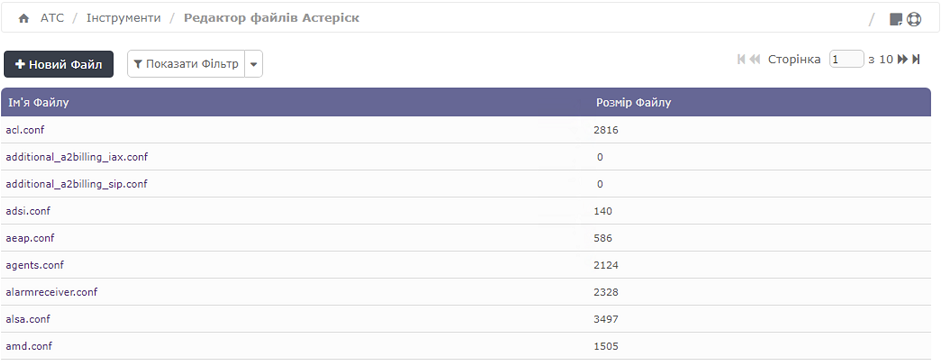 АТС / Інструменти / Редактор файлів Астеріск /
Новий Файл Показати Фільтр Сторінка 1 з 10
Ім'я Файлу Розмір Файлу
acl.conf 2816
additional_a2billing_iax.conf 0
additional_a2billing_sip.conf 0
adsi.conf 140
aeap.conf 586
agents.conf 2124
alarmreceiver.conf 2328
alsa.conf 3497
amd.conf 1505